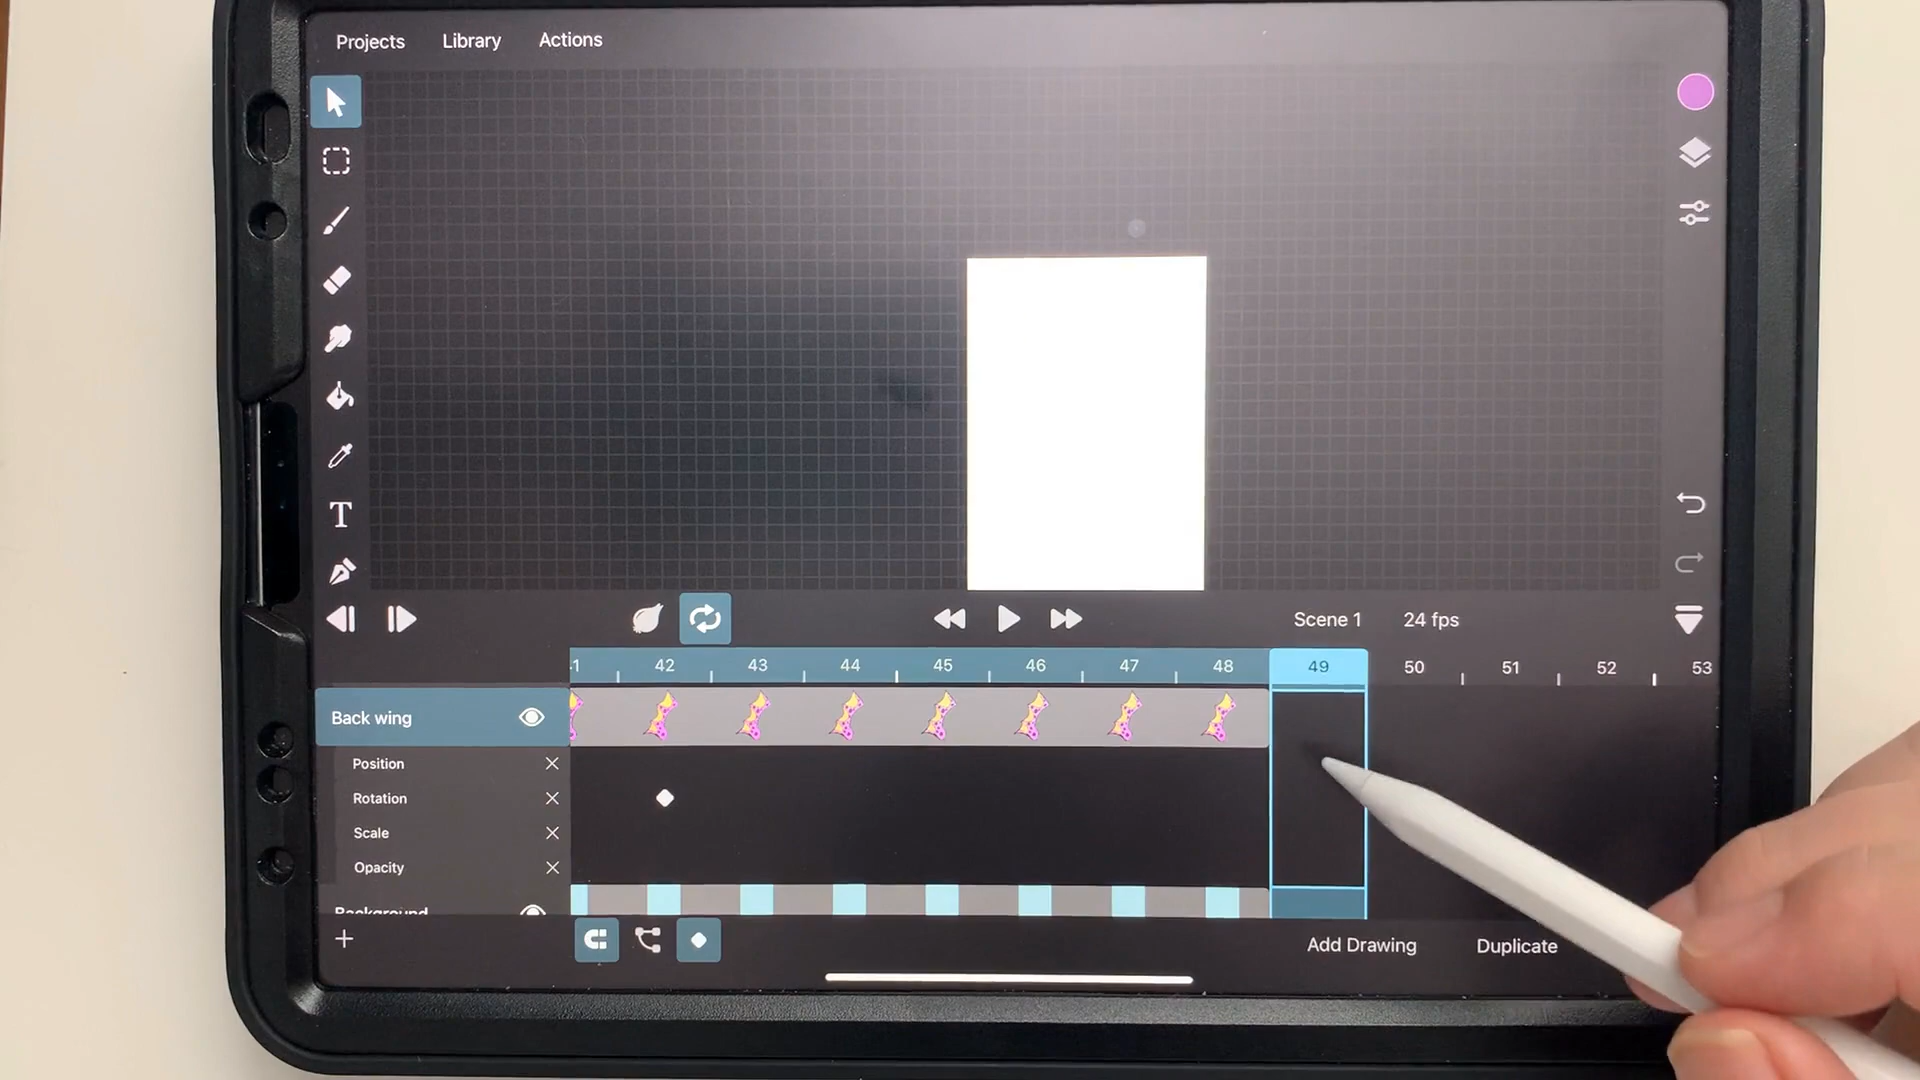 Projects Library Actions
T
Scene 1 24 fps
42 43 44 45 46 47 48 49 50 51 52 53
Back wing
Position
Rotation
Scale
Opacity
Background
Add Drawing Duplicate